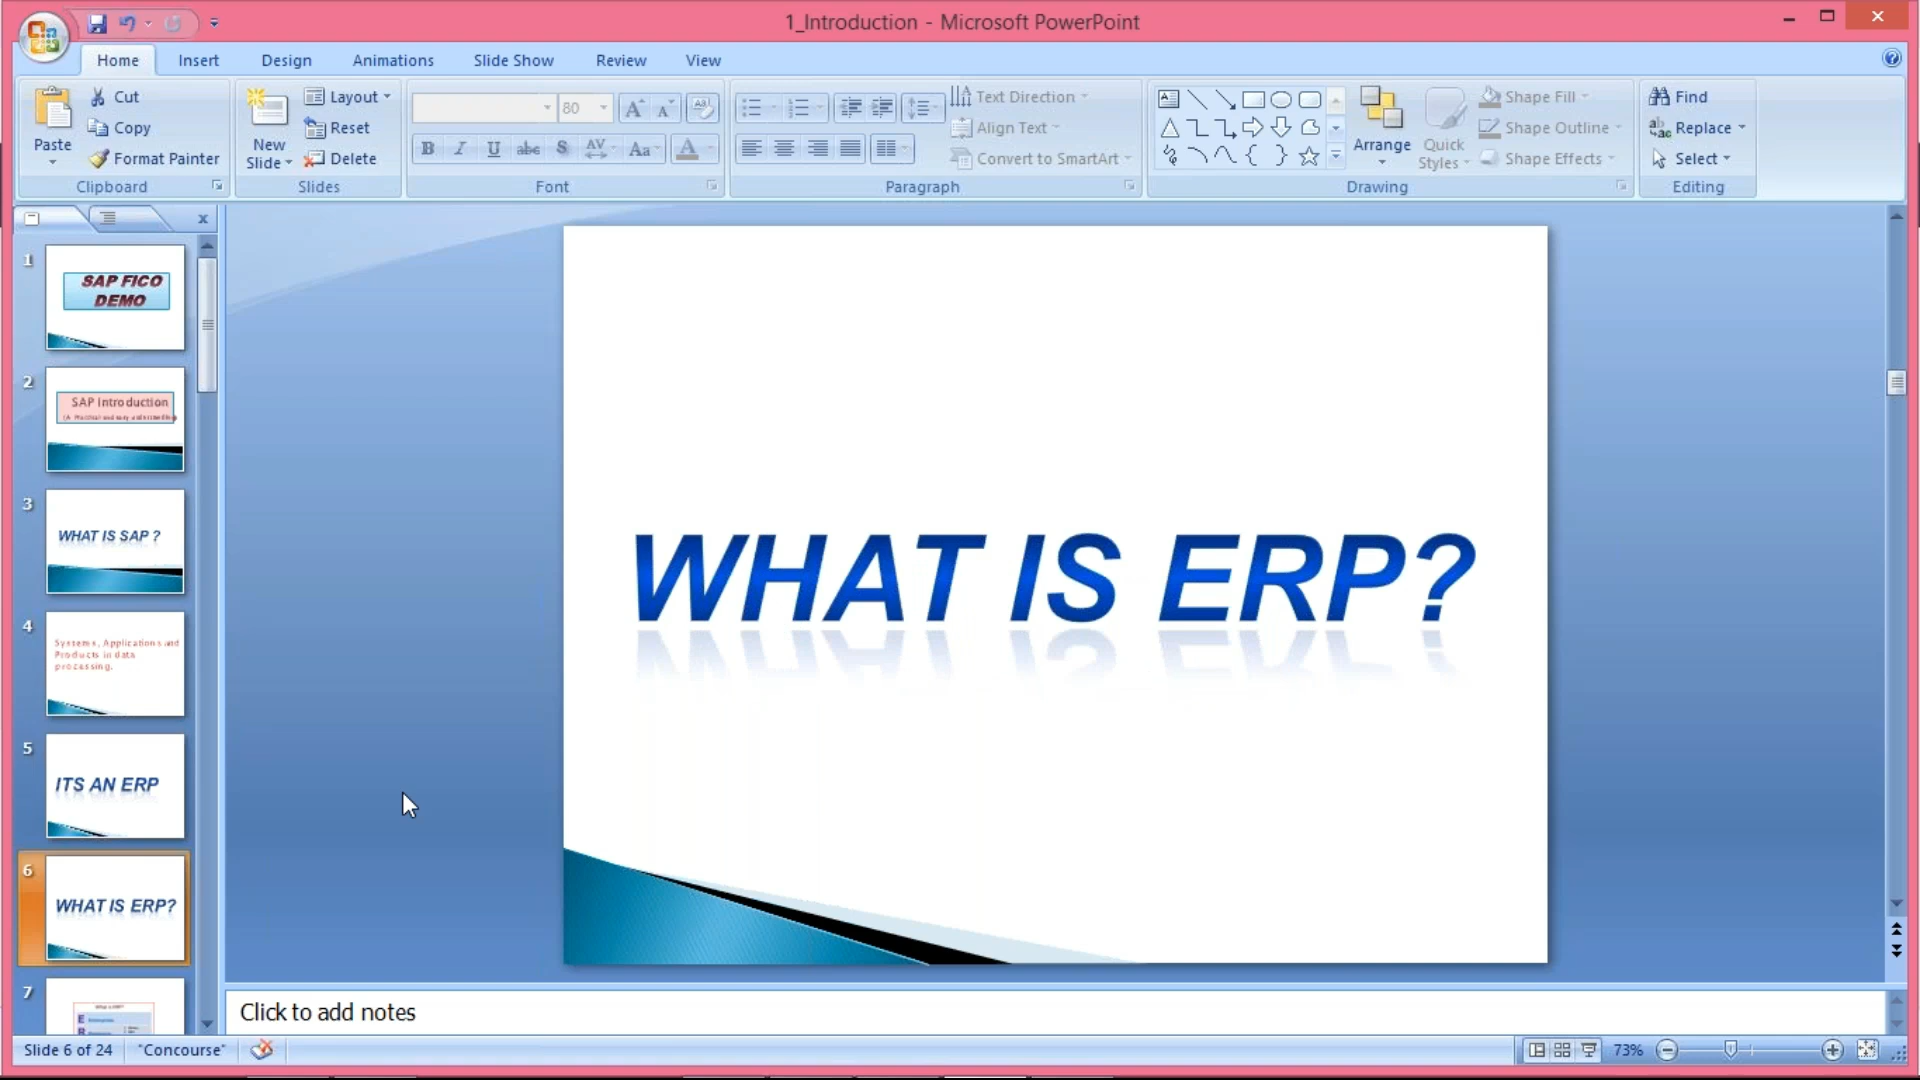 1_Introduction - Microsoft PowerPoint
Home Insert Design Animations Slide Show Review View
Paste
Cut
Copy
Format Painter
Clipboard
New Slide
Layout
Reset
Delete
Slides
80
Font
Text Direction
Align Text
Convert to SmartArt
Paragraph
Arrange
Quick Styles
Shape Fill
Shape Outline
Shape Effects
Drawing
Find
Replace
Select
Editing
1
SAP FICO
DEMO
2
SAP Introduction
3
WHAT IS SAP ?
4
Systems, Applications and
Products in data
processing.
5
ITS AN ERP
6
WHAT IS ERP?
7
What is ERP?
E
R
WHAT IS ERP?
Click to add notes
Slide 6 of 24 "Concourse" 73%